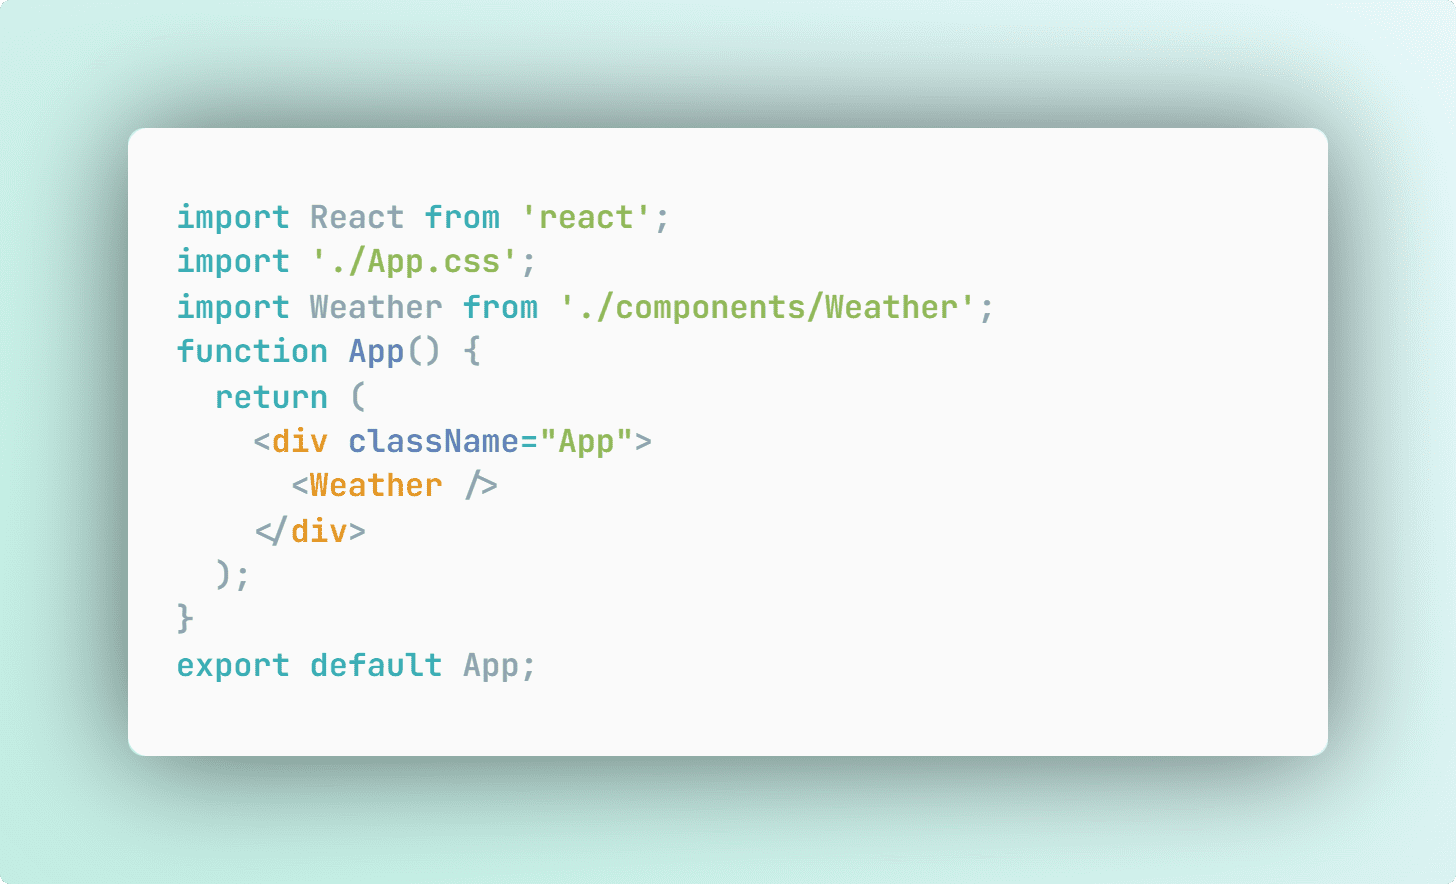 import React from 'react';
import './App.css';
import Weather from './components/Weather';
function App() {
  return (
    <div className="App">
      <Weather />
    </div>
  );
}
export default App;